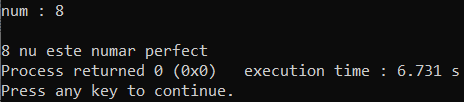 num : 8
8 nu este numar perfect
Process returned 0 (0x0)   execution time : 6.731 s
Press any key to continue.